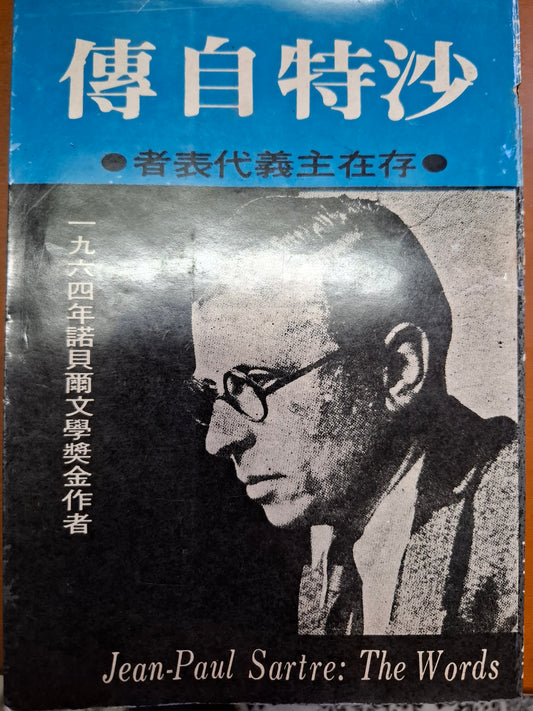 沙特自傳
●存在主義代表者●
一九六四年諾貝爾文學獎金作者
Jean-Paul Sartre: The Words